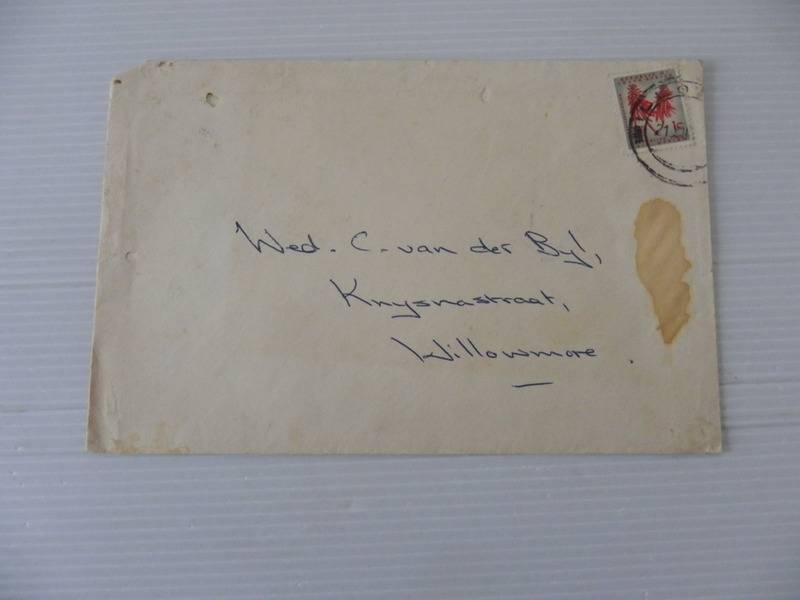 Wed. C. van der Byl,
Knysnastraat,
Willowmore.